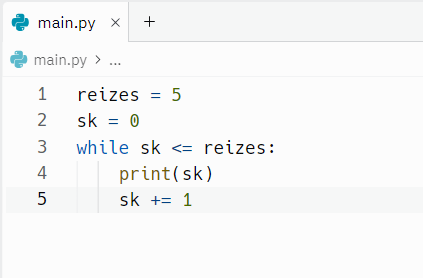 main.py × +
main.py > ...
1 reizes = 5
2 sk = 0
3 while sk <= reizes:
4     print(sk)
5     sk += 1